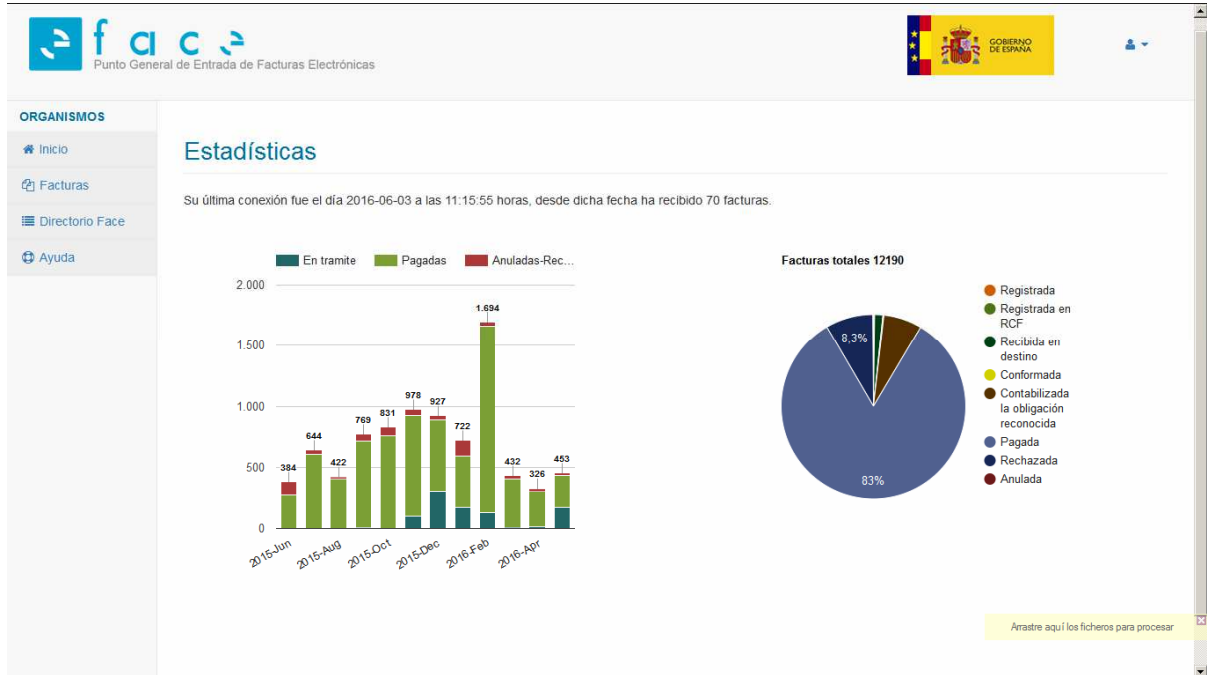 face
Punto General de Entrada de Facturas Electrónicas
GOBIERNO
DE ESPAÑA
ORGANISMOS
Inicio
Facturas
Directorio Face
Ayuda
Estadísticas
Su última conexión fue el día 2016-06-03 a las 11:15:55 horas, desde dicha fecha ha recibido 70 facturas.
En tramite Pagadas Anuladas-Rec...
2.000
1.500
1.000
500
0
384
644
422
769
831
978
927
722
1.694
432
326
453
2015-Jun
2015-Aug
2015-Oct
2015-Dec
2016-Feb
2016-Apr
Facturas totales 12190
8,3%
83%
Registrada
Registrada en
RCF
Recibida en
destino
Conformada
Contabilizada
la obligación
reconocida
Pagada
Rechazada
Anulada
Arrastre aquí los ficheros para procesar